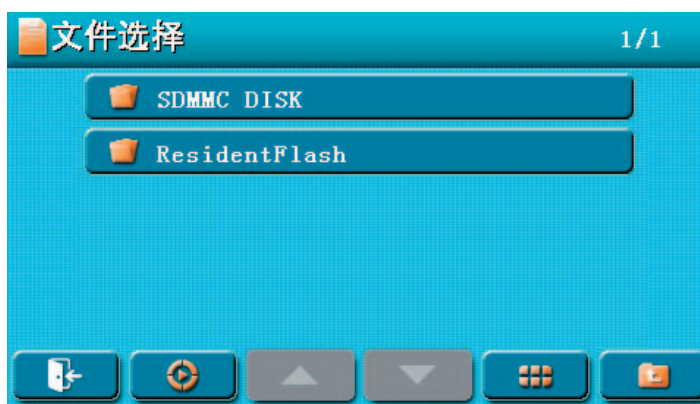 文件选择
1/1
SDMMC DISK
ResidentFlash